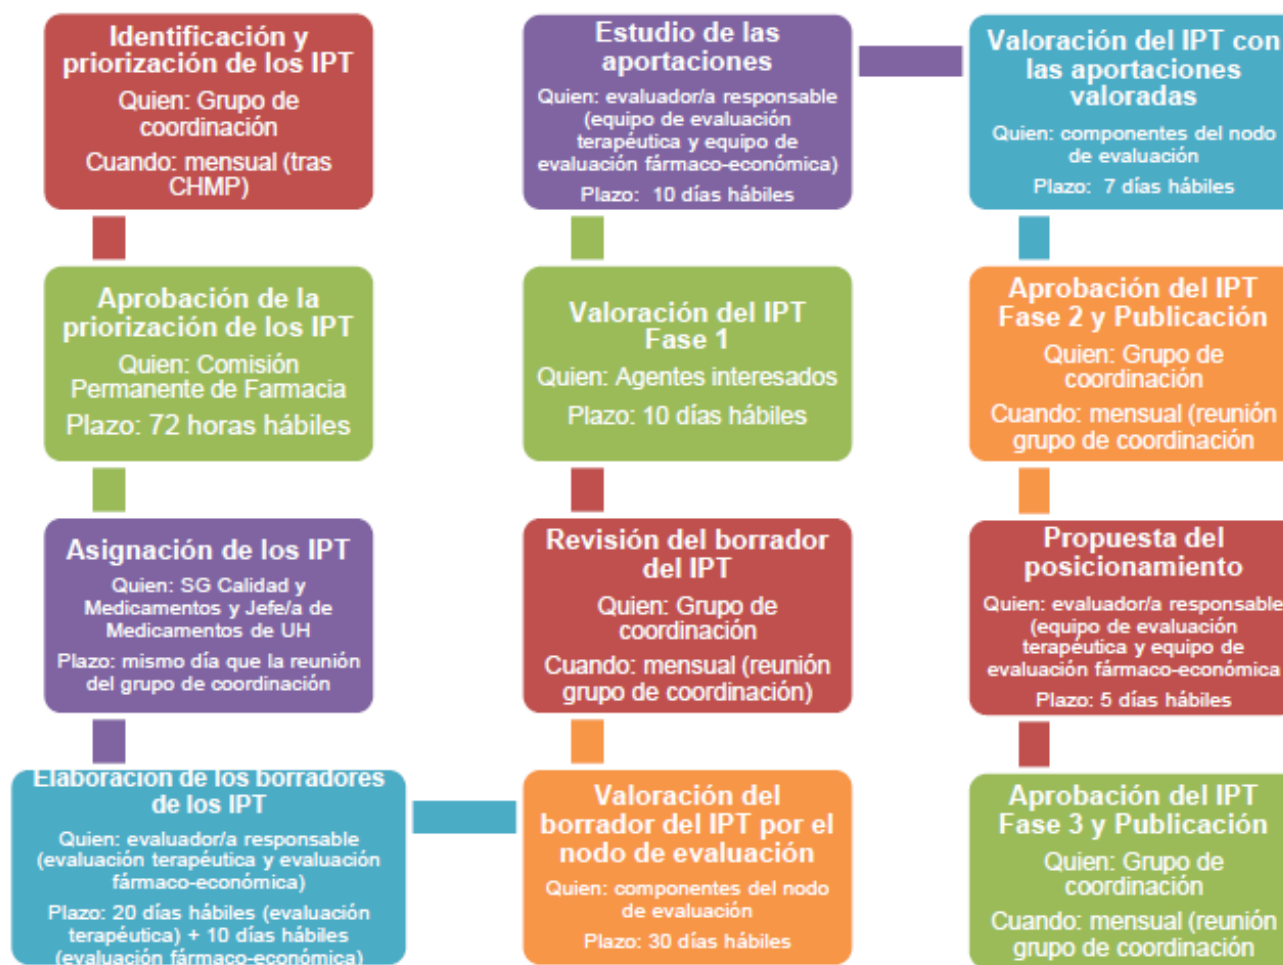 Identificación y
priorización de los IPT
Quien: Grupo de
coordinación
Cuando: mensual (tras
CHMP)
Aprobación de la
priorización de los IPT
Quien: Comisión
Permanente de Farmacia
Plazo: 72 horas hábiles
Asignación de los IPT
Quien: SG Calidad y
Medicamentos y Jefe/a de
Medicamentos de UH
Plazo: mismo día que la reunión
del grupo de coordinación
Elaboración de los borradores
de los IPT
Quien: evaluador/a responsable
(evaluación terapéutica y evaluación
fármaco-económica)
Plazo: 20 días hábiles (evaluación
terapéutica) + 10 días hábiles
(evaluación fármaco-económica)
Valoración del
borrador del IPT por el
nodo de evaluación
Quien: componentes del nodo
de evaluación
Plazo: 30 días hábiles
Revisión del borrador
del IPT
Quien: Grupo de
coordinación
Cuando: mensual (reunión
grupo de coordinación)
Valoración del IPT
Fase 1
Quien: Agentes interesados
Plazo: 10 días hábiles
Estudio de las
aportaciones
Quien: evaluador/a responsable
(equipo de evaluación
terapéutica y equipo de
evaluación fármaco-económica)
Plazo: 10 días hábiles
Valoración del IPT con
las aportaciones
valoradas
Quien: componentes del nodo
de evaluación
Plazo: 7 días hábiles
Aprobación del IPT
Fase 2 y Publicación
Quien: Grupo de
coordinación
Cuando: mensual (reunión
grupo de coordinación
Propuesta del
posicionamiento
Quien: evaluador/a responsable
(equipo de evaluación
terapéutica y equipo de
evaluación fármaco-económica
Plazo: 5 días hábiles
Aprobación del IPT
Fase 3 y Publicación
Quien: Grupo de
coordinación
Cuando: mensual (reunión
grupo de coordinación